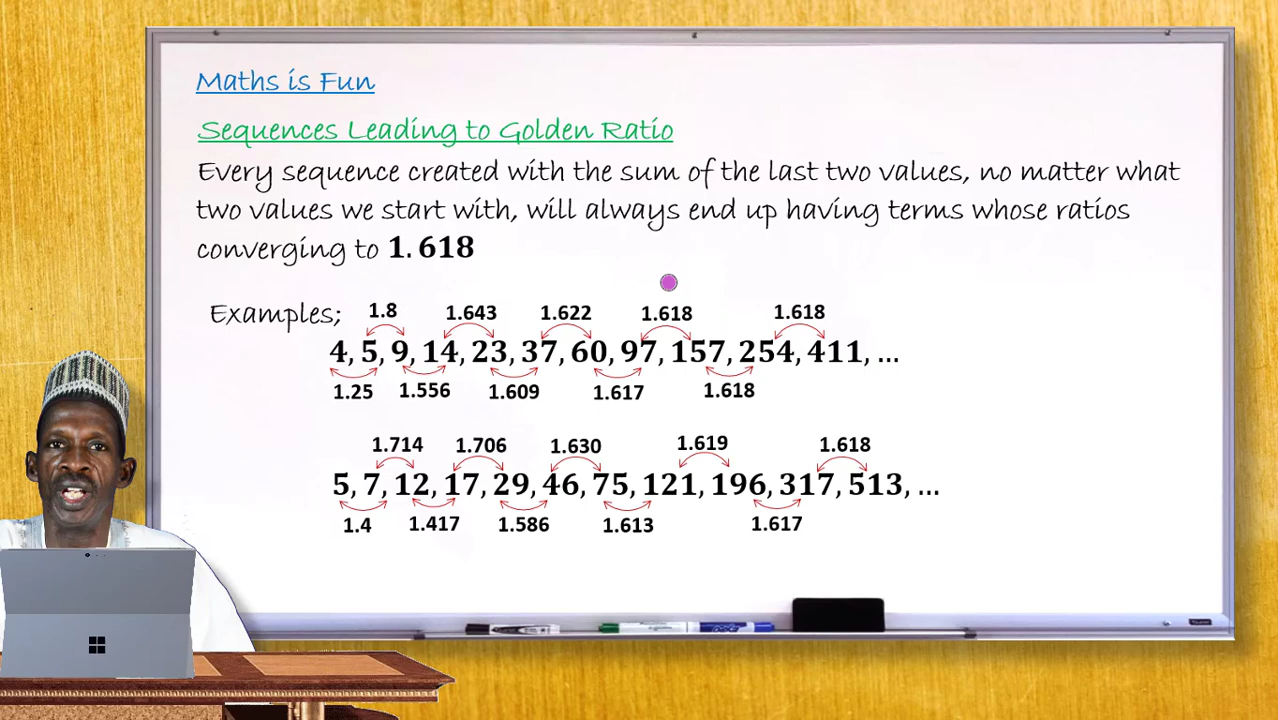 Maths is Fun
Sequences Leading to Golden Ratio
Every sequence created with the sum of the last two values, no matter what
two values we start with, will always end up having terms whose ratios
converging to 1.618
Examples;
1.8 1.643 1.622 1.618 1.618
4, 5, 9, 14, 23, 37, 60, 97, 157, 254, 411, ...
1.25 1.556 1.609 1.617 1.618
1.714 1.706 1.630 1.619 1.618
5, 7, 12, 17, 29, 46, 75, 121, 196, 317, 513, ...
1.4 1.417 1.586 1.613 1.617